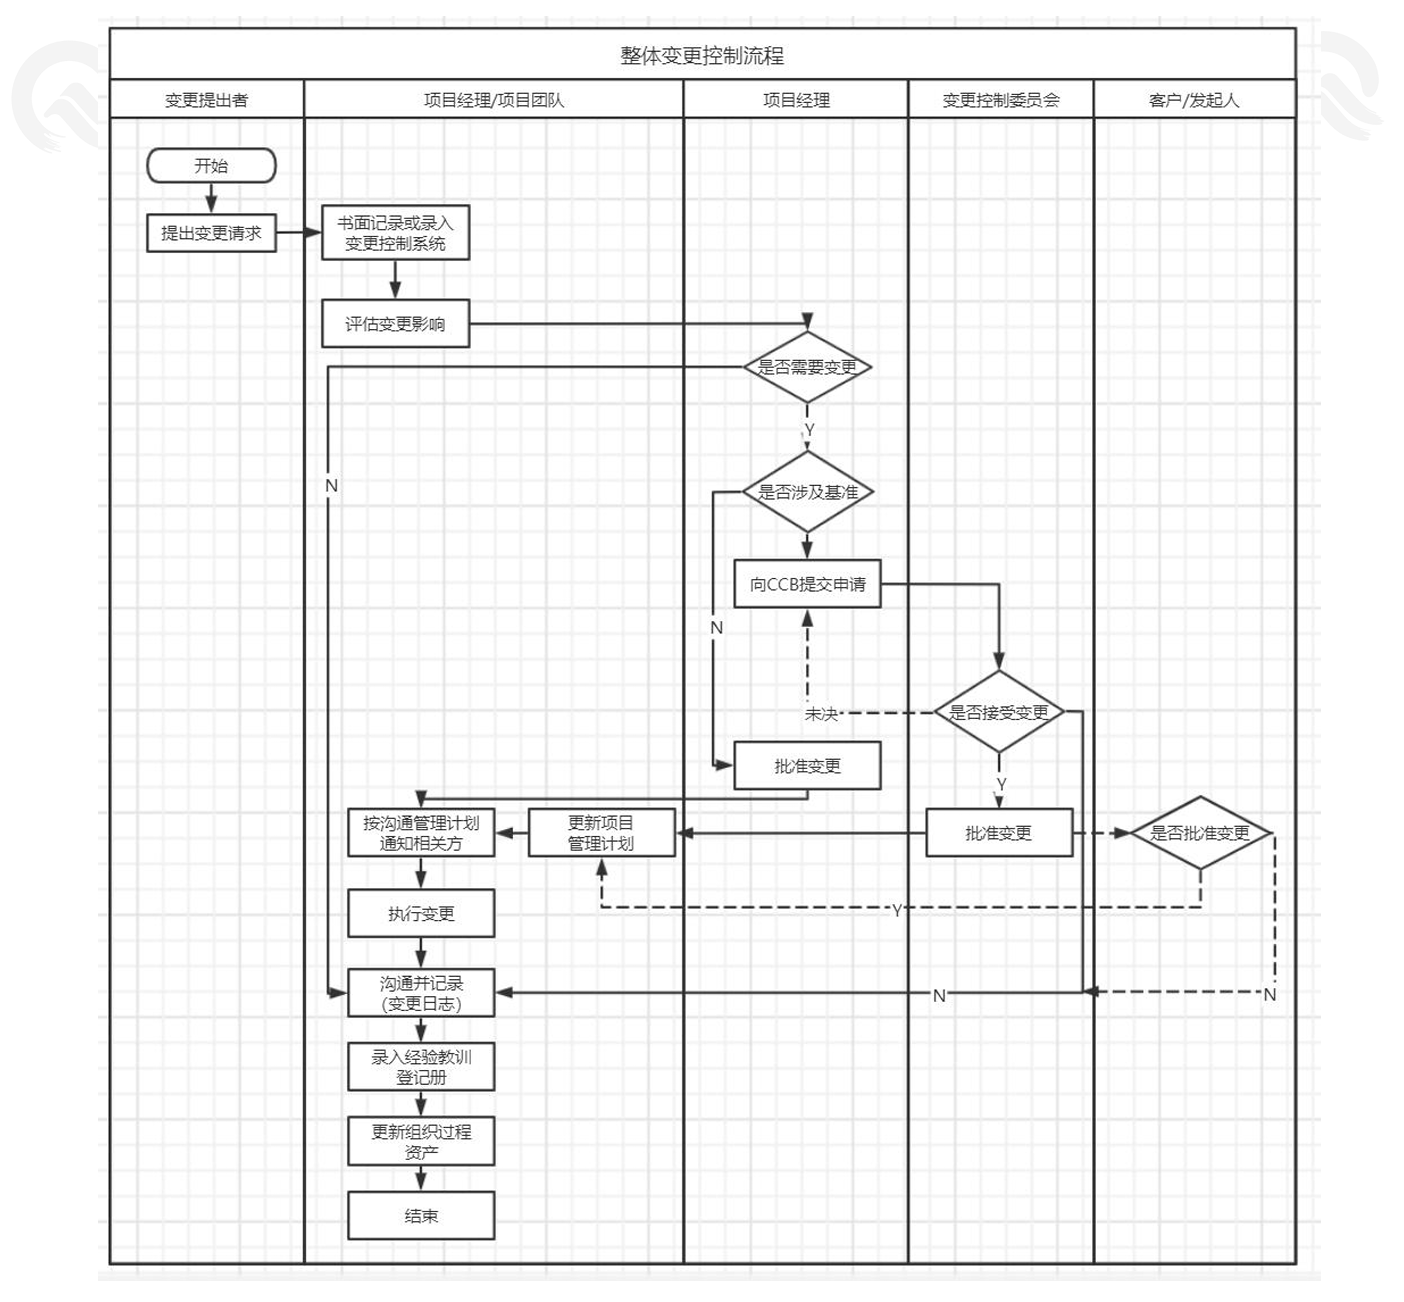 整体变更控制流程
变更提出者
项目经理/项目团队
项目经理
变更控制委员会
客户/发起人
开始
提出变更请求
书面记录或录入
变更控制系统
评估变更影响
是否需要变更
Y
N
是否涉及基准
向CCB提交申请
N
是否接受变更
未决
批准变更
Y
按沟通管理计划
通知相关方
更新项目
管理计划
批准变更
是否批准变更
执行变更
Y
沟通并记录
(变更日志)
N
N
录入经验教训
登记册
更新组织过程
资产
结束